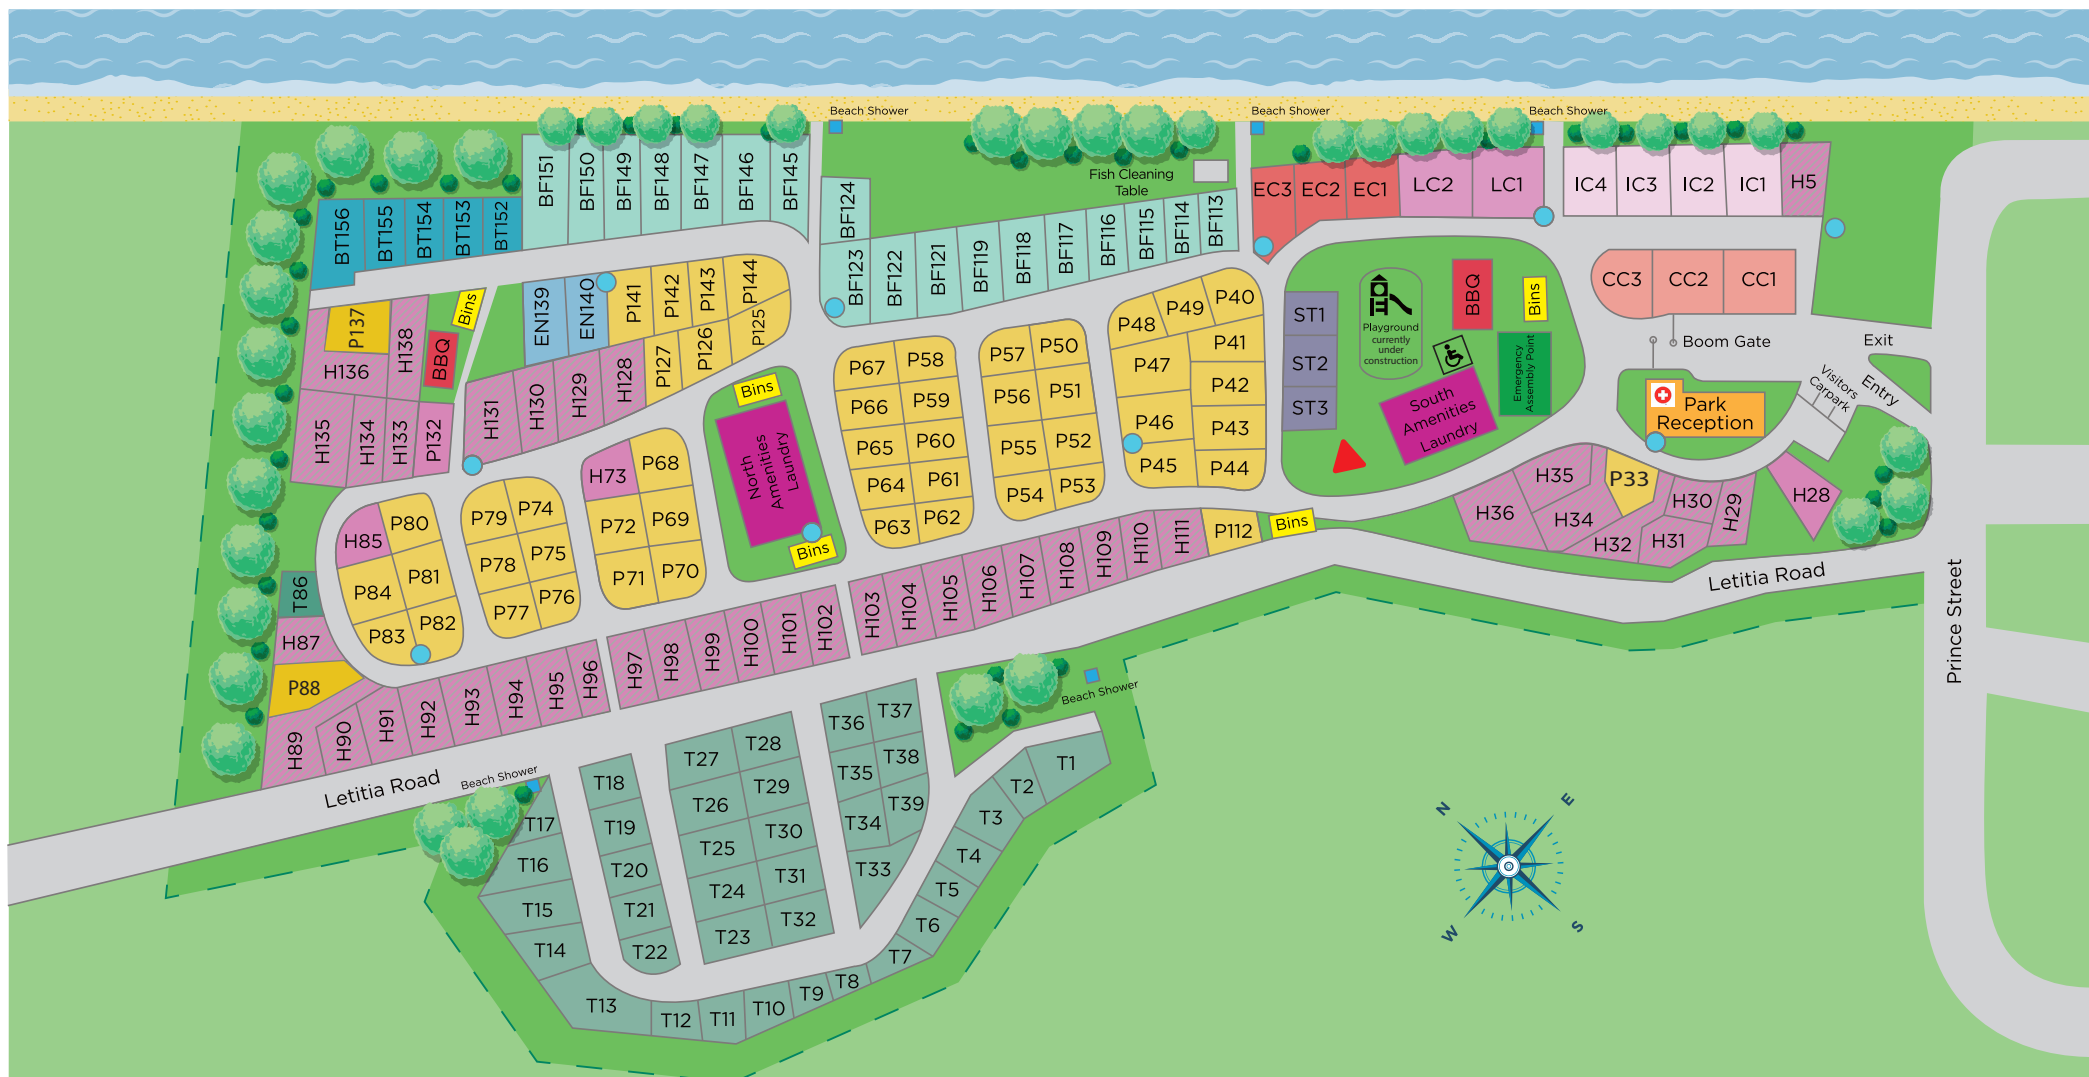 Beach Shower
Beach Shower
Beach Shower
Fish Cleaning
Table
BF151
BF150
BF149
BF148
BF147
BF146
BF145
BF124
BT156
BT155
BT154
BT153
BT152
BF123
BF122
BF121
BF119
BF118
BF117
BF116
BF115
BF114
BF113
EC3
EC2
EC1
LC2
LC1
IC4
IC3
IC2
IC1
H5
CC3
CC2
CC1
Boom Gate
Exit
Entry
Visitors
Carpark
Park
Reception
P137
H138
H136
BBQ
Bins
H135
H134
H133
P132
EN139
EN140
P141
P142
P143
P144
H131
H130
H129
H128
P127
P126
P125
Bins
North
Amenities
Laundry
Bins
P67
P58
P66
P59
P65
P60
P64
P61
P63
P62
P57
P50
P56
P51
P55
P52
P54
P53
P48
P49
P40
P47
P41
P42
P46
P43
P45
P44
ST1
ST2
ST3
Playground
currently
under
construction
BBQ
Bins
Emergency
Assembly Point
South
Amenities
Laundry
H36
H35
P33
H34
H32
H31
H30
H29
H28
Letitia Road
Prince Street
H85
P80
P84
P81
P83
P82
P79
P74
P78
P75
P77
P76
H73
P68
P72
P69
P71
P70
T86
H87
P88
H89
H90
H91
H92
H93
H94
H95
H96
H97
H98
H99
H100
H101
H102
H103
H104
H105
H106
H107
H108
H109
H110
H111
P112
Bins
Letitia Road
Beach Shower
Beach Shower
T17
T16
T15
T14
T13
T12
T11
T10
T9
T8
T7
T6
T5
T4
T3
T2
T1
T18
T19
T20
T21
T22
T27
T28
T26
T29
T25
T30
T24
T31
T23
T32
T36
T37
T35
T38
T34
T39
T33
N
E
W
S